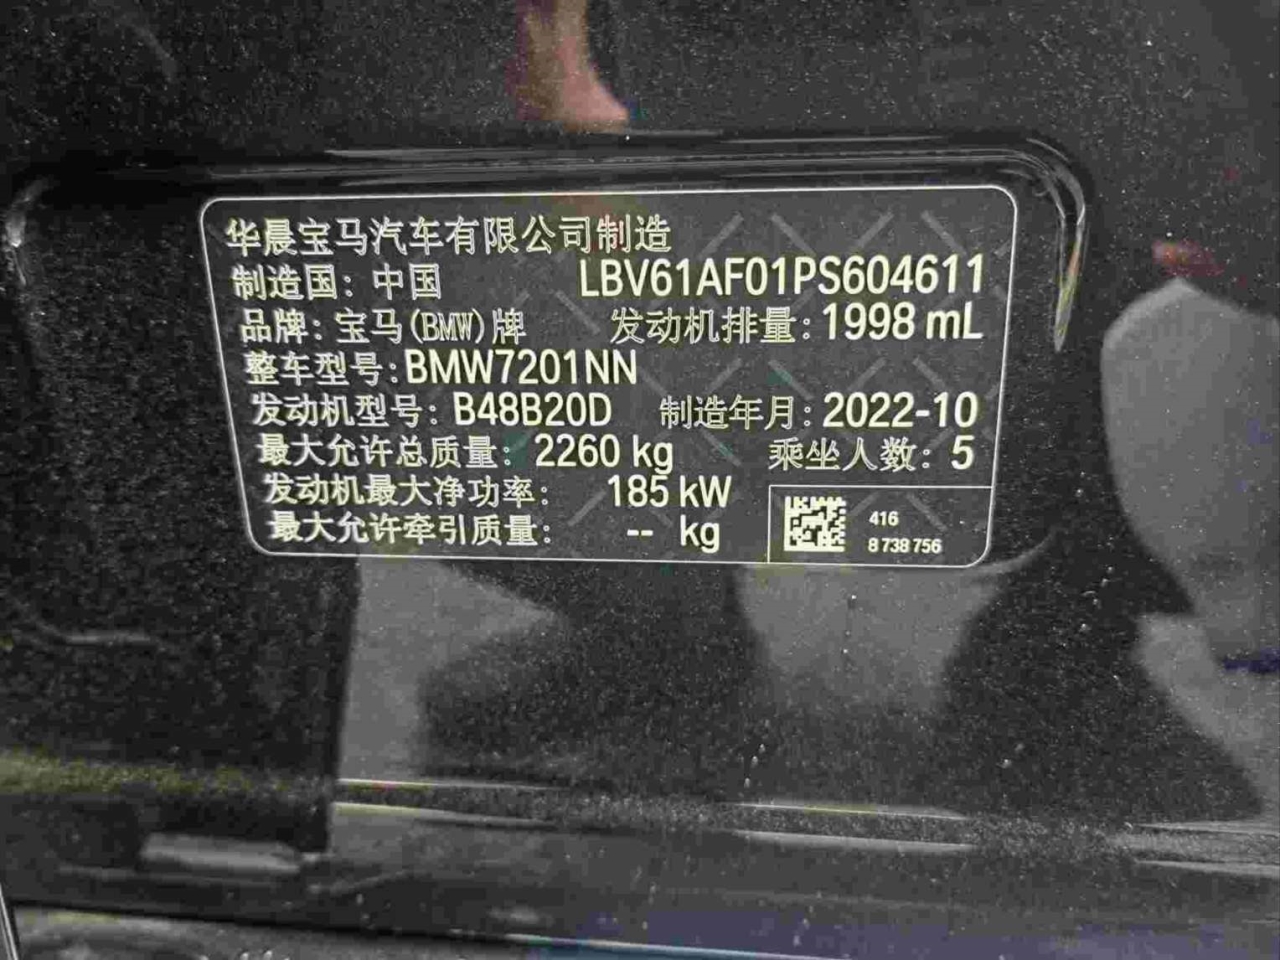 华晨宝马汽车有限公司制造
制造国：中国 LBV61AF01PS604611
品牌：宝马(BMW)牌 发动机排量：1998 mL
整车型号：BMW7201NN
发动机型号：B48B20D 制造年月：2022-10
最大允许总质量：2260 kg 乘坐人数：5
发动机最大净功率：185 kW
最大允许牵引质量：-- kg
416
8 738 756